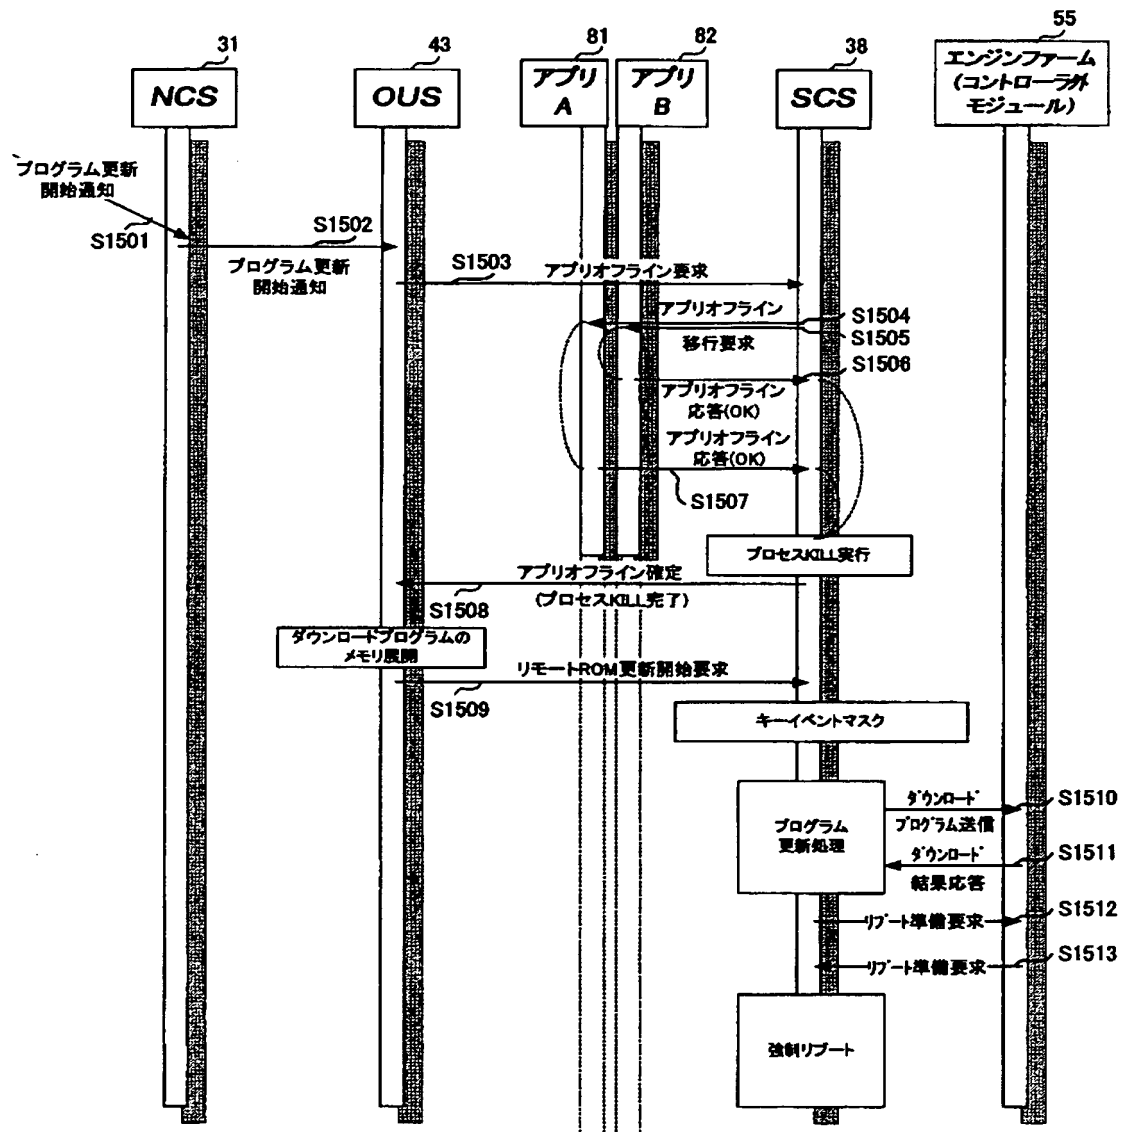 31
43
81
82
38
55
NCS
OUS
アプリ
A
アプリ
B
SCS
エンジンファーム
(コントローラ外
モジュール)
プログラム更新
開始通知
S1501
S1502
プログラム更新
開始通知
S1503
アプリオフライン要求
アプリオフライン
移行要求
S1504
S1505
S1506
アプリオフライン
応答(OK)
アプリオフライン
応答(OK)
S1507
プロセスKILL実行
アプリオフライン確定
(プロセスKILL完了)
S1508
ダウンロードプログラムの
メモリ展開
リモートROM更新開始要求
S1509
キーイベントマスク
プログラム
更新処理
ダウンロード
プログラム送信
S1510
ダウンロード
結果応答
S1511
リブート準備要求
S1512
リブート準備要求
S1513
強制リブート